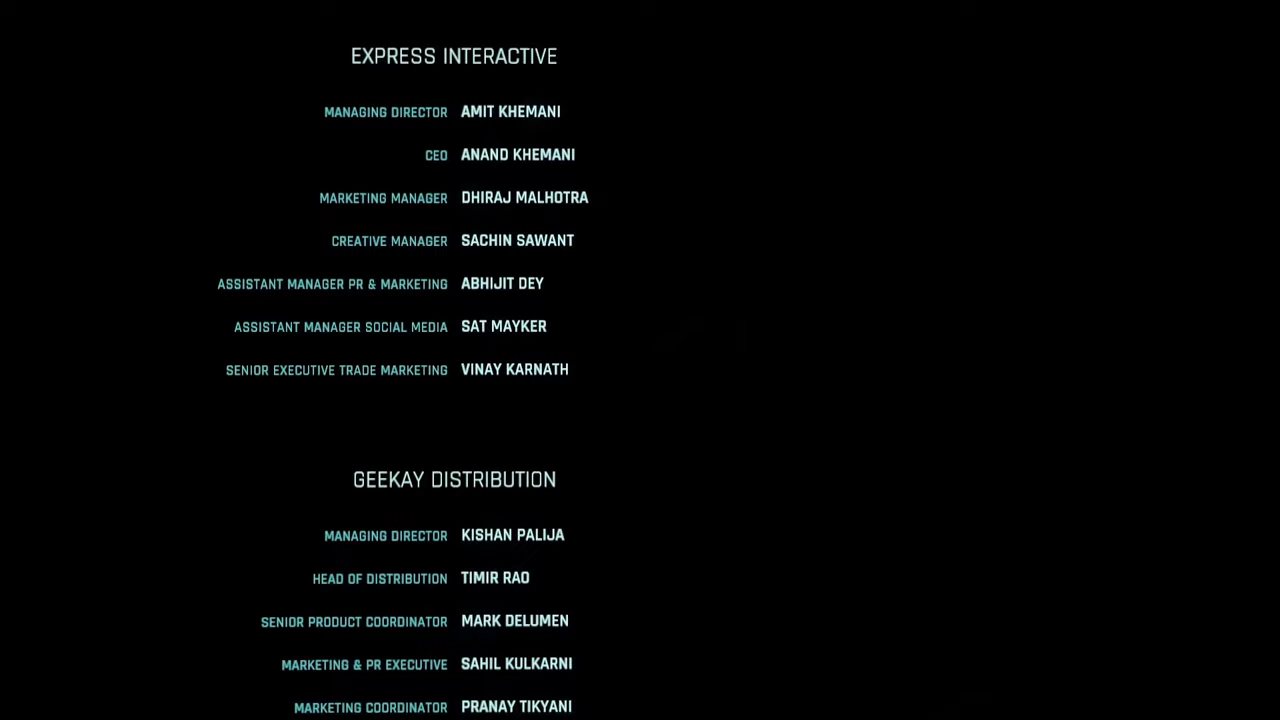 EXPRESS INTERACTIVE
MANAGING DIRECTOR AMIT KHEMANI
CEO ANAND KHEMANI
MARKETING MANAGER DHIRAJ MALHOTRA
CREATIVE MANAGER SACHIN SAWANT
ASSISTANT MANAGER PR & MARKETING ABHIJIT DEY
ASSISTANT MANAGER SOCIAL MEDIA SAT MAYKER
SENIOR EXECUTIVE TRADE MARKETING VINAY KARNATH
GEEKAY DISTRIBUTION
MANAGING DIRECTOR KISHAN PALIJA
HEAD OF DISTRIBUTION TIMIR RAO
SENIOR PRODUCT COORDINATOR MARK DELUMEN
MARKETING & PR EXECUTIVE SAHIL KULKARNI
MARKETING COORDINATOR PRANAY TIKYANI